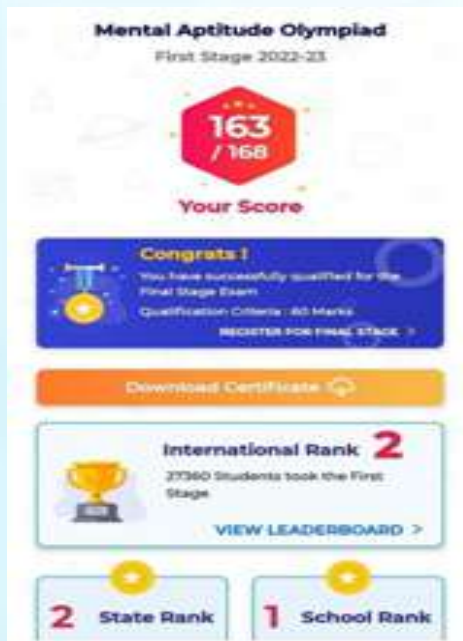 Mental Aptitude Olympiad
First Stage 2022-23
163
/ 168
Your Score
Congrats !
You have successfully qualified for the
Final Stage Exam
Qualification Criteria : 60 Marks
REGISTER FOR FINAL STAGE >
Download Certificate
International Rank 2
27360 Students took the First
Stage
VIEW LEADERBOARD >
2 State Rank
1 School Rank